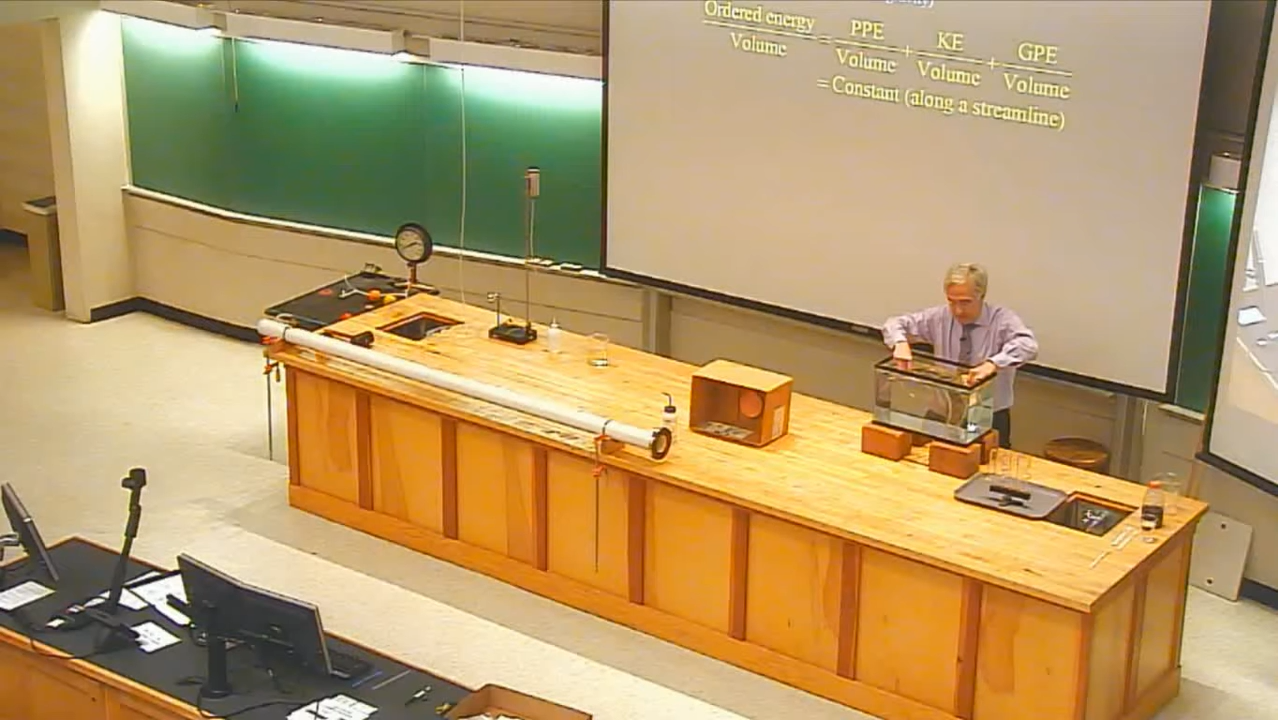 Ordered energy / Volume = PPE / Volume + KE / Volume + GPE / Volume
= Constant (along a streamline)